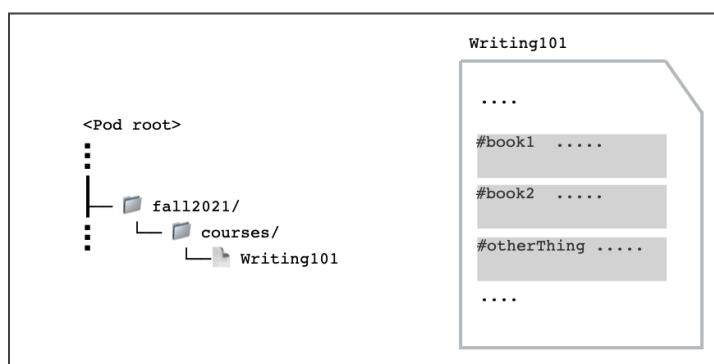 <Pod root>
fall2021/
courses/
Writing101
Writing101
....
#book1 .....
#book2 .....
#otherThing .....
....